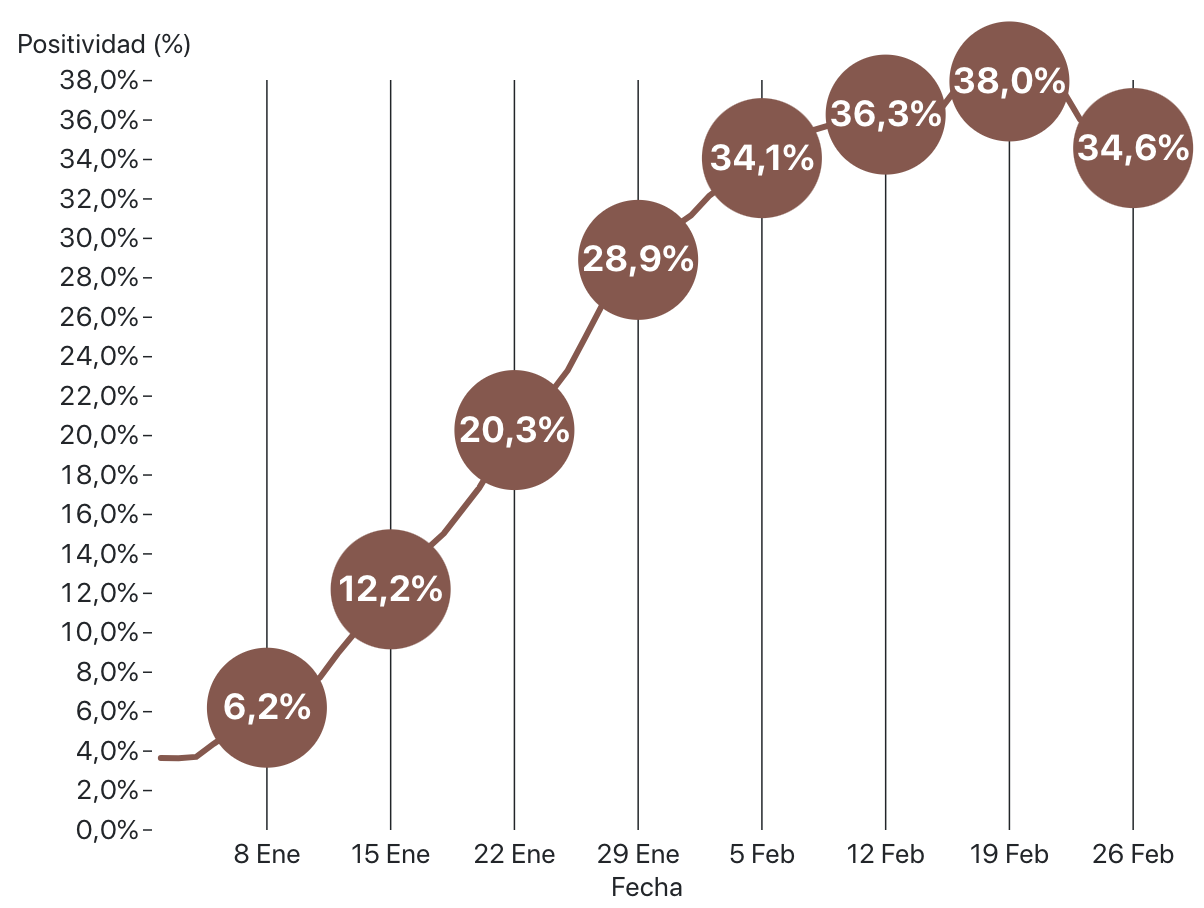 Positividad (%)
38,0%
36,0%
34,0%
32,0%
30,0%
28,0%
26,0%
24,0%
22,0%
20,0%
18,0%
16,0%
14,0%
12,0%
10,0%
8,0%
6,0%
4,0%
2,0%
0,0%
6,2%
12,2%
20,3%
28,9%
34,1%
36,3%
38,0%
34,6%
8 Ene
15 Ene
22 Ene
29 Ene
5 Feb
12 Feb
19 Feb
26 Feb
Fecha